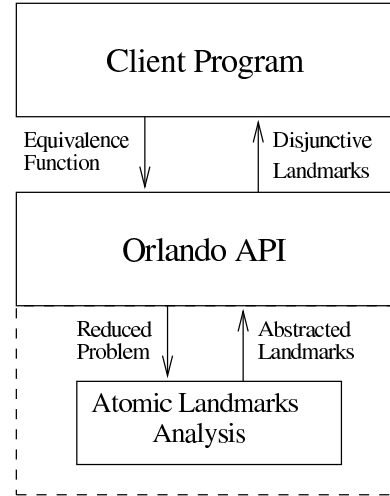 Client Program
Equivalence
Function
Disjunctive
Landmarks
Orlando API
Reduced
Problem
Abstracted
Landmarks
Atomic Landmarks
Analysis